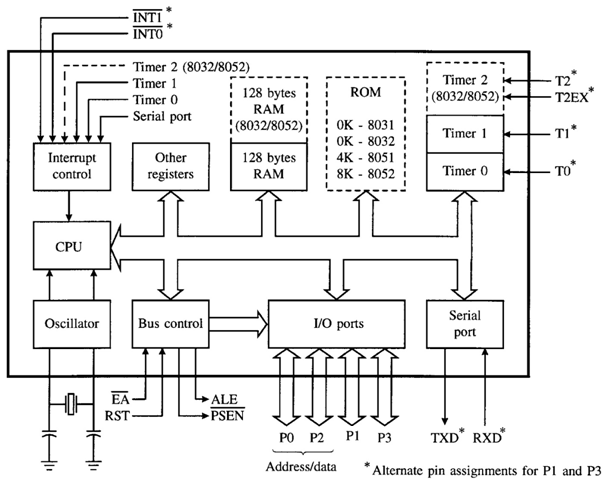 INT1*
INT0*
Timer 2 (8032/8052)
Timer 1
Timer 0
Serial port
128 bytes
RAM
(8032/8052)
128 bytes
RAM
ROM
0K - 8031
0K - 8032
4K - 8051
8K - 8052
Timer 2
(8032/8052)
Timer 1
Timer 0
T2*
T2EX*
T1*
T0*
Interrupt
control
Other
registers
CPU
Oscillator
Bus control
I/O ports
Serial
port
EA
RST
ALE
PSEN
P0 P2 P1 P3
Address/data
TXD* RXD*
*Alternate pin assignments for P1 and P3